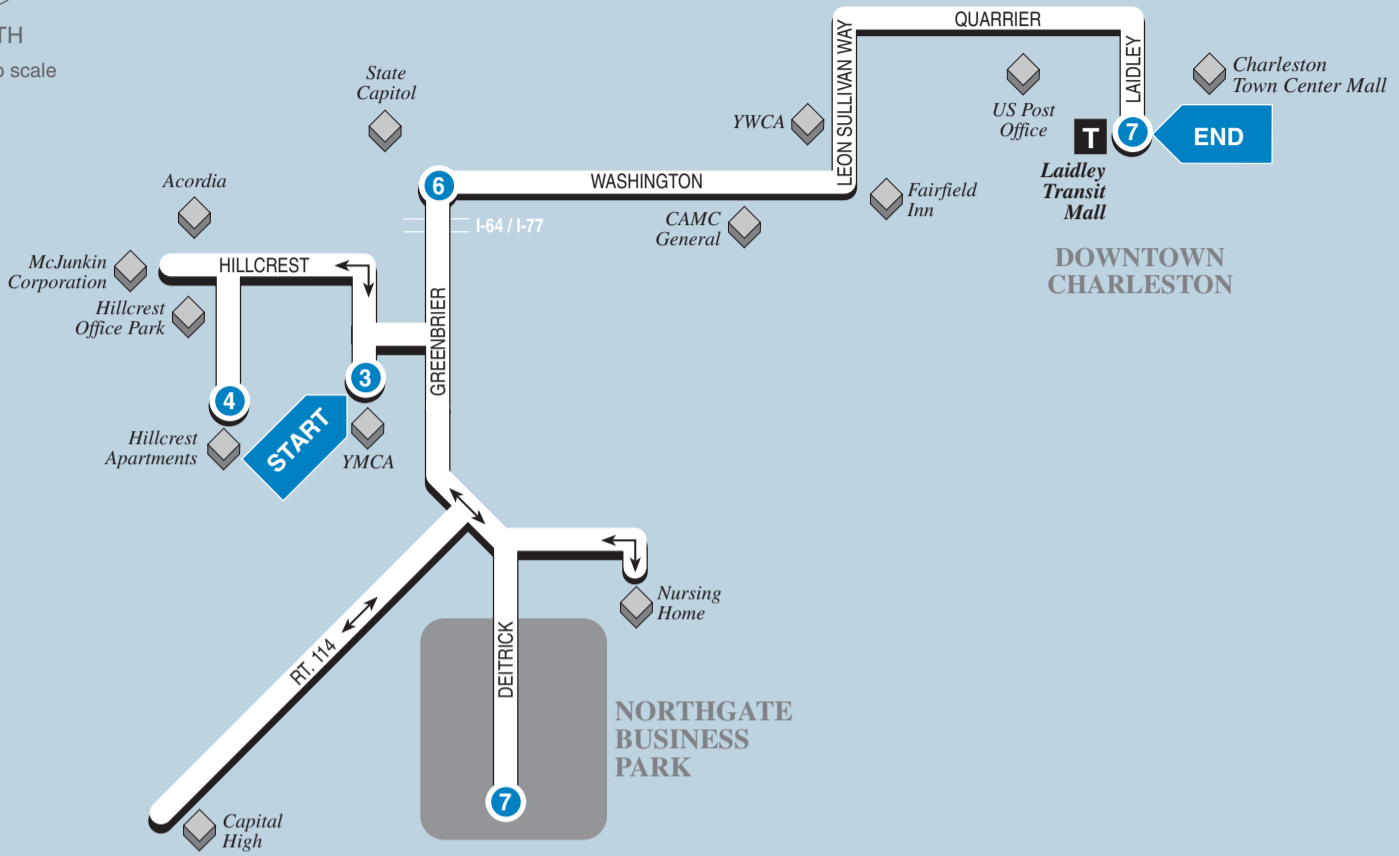 QUARRIER
LEON SULLIVAN WAY
LAIDLEY
State
Capitol
Charleston
Town Center Mall
YWCA
US Post
Office
T
7
END
Laidley
Transit
Mall
Acordia
6
WASHINGTON
Fairfield
Inn
CAMC
General
I-64 / I-77
DOWNTOWN
CHARLESTON
McJunkin
Corporation
HILLCREST
Hillcrest
Office Park
GREENBRIER
3
4
START
Hillcrest
Apartments
YMCA
Nursing
Home
RT. 114
DEITRICK
NORTHGATE
BUSINESS
PARK
7
Capital
High
scale